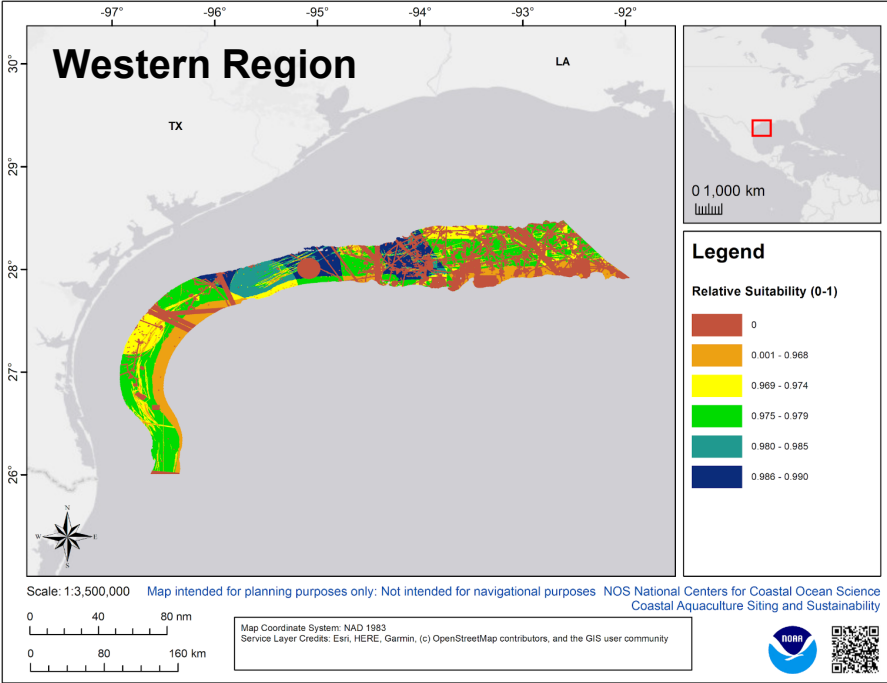 -97 -96 -95 -94 -93 -92
Western Region
30°
29°
28°
27°
26°
TX
LA
N
W E
S
0 1,000 km
Legend
Relative Suitability (0-1)
0
0.001 - 0.968
0.969 - 0.974
0.975 - 0.979
0.980 - 0.985
0.986 - 0.990
Scale: 1:3,500,000 Map intended for planning purposes only: Not intended for navigational purposes NOS National Centers for Coastal Ocean Science
Coastal Aquaculture Siting and Sustainability
0 40 80 nm
0 80 160 km
Map Coordinate System: NAD 1983
Service Layer Credits: Esri, HERE, Garmin, (c) OpenStreetMap contributors, and the GIS user community
NOAA